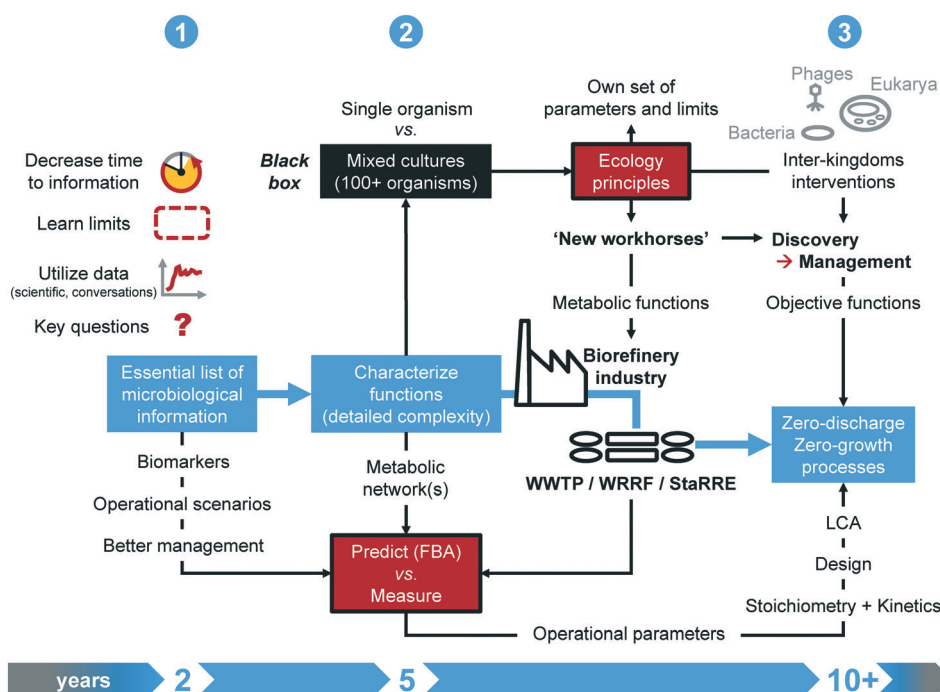 1
2
3
Phages
Eukarya
Bacteria
Own set of
parameters and limits
Single organism
vs.
Black
box
Mixed cultures
(100+ organisms)
Ecology
principles
Inter-kingdoms
interventions
Decrease time
to information
Learn limits
Utilize data
(scientific, conversations)
Key questions
?
'New workhorses'
Discovery
→ Management
Metabolic functions
Objective functions
Biorefinery
industry
Essential list of
microbiological
information
Characterize
functions
(detailed complexity)
Zero-discharge
Zero-growth
processes
WWTP / WRRF / StaRRE
Biomarkers
Operational scenarios
Better management
Metabolic
network(s)
Predict (FBA)
vs.
Measure
LCA
Design
Stoichiometry + Kinetics
Operational parameters
years
2
5
10+